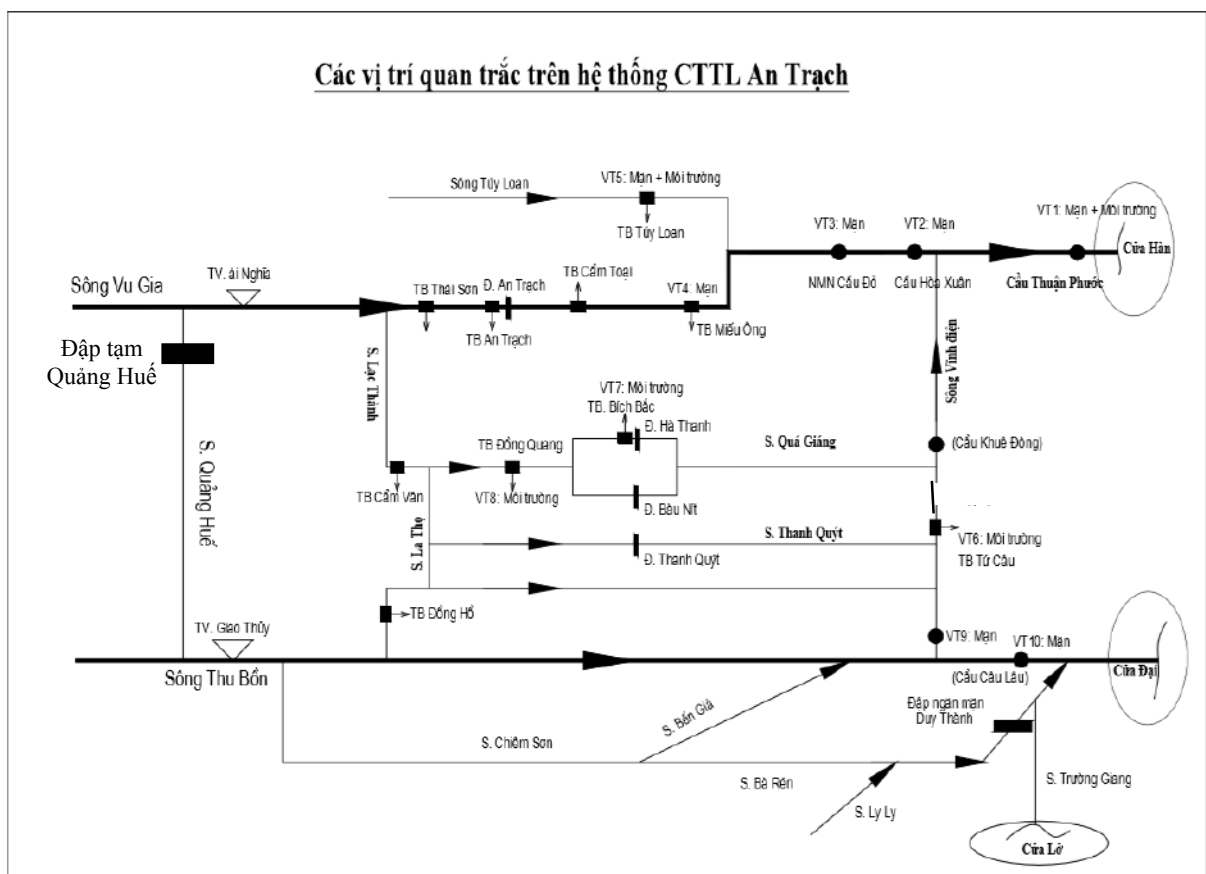 Các vị trí quan trắc trên hệ thống CTTL An Trạch
Sông Túy Loan
VT5: Mặn + Môi trường
TB Túy Loan
VT3: Mặn
VT2: Mặn
VT1: Mặn + Môi trường
Cửa Hàn
NMN Cầu Đỏ
Cầu Hòa Xuân
Cầu Thuận Phước
Sông Vu Gia
TV. ái Nghĩa
TB Thái Sơn
Đ. An Trạch
TB Cẩm Toại
VT4: Mặn
TB An Trạch
TB Miếu Ông
Đập tạm
Quảng Huế
S. Lạc Thành
Sông Vĩnh điện
VT7: Môi trường
TB. Bích Bắc
Đ. Hà Thanh
S. Quá Giáng
(Cầu Khuê Đông)
S. Quảng Huế
TB Đồng Quang
TB Cẩm Văn
VT8: Môi trường
Đ. Bàu Nít
S. La Thọ
S. Thanh Quýt
VT6: Môi trường
TB Tứ Câu
Đ. Thanh Quýt
TB Đồng Hồ
TV. Giao Thủy
VT9: Mặn
VT10: Mặn
Sông Thu Bồn
(Cầu Câu Lâu)
Cửa Đại
Đập ngăn mặn
Duy Thành
S. Bến Giá
S. Chiêm Sơn
S. Bà Rén
S. Trường Giang
S. Ly Ly
Cửa Lở